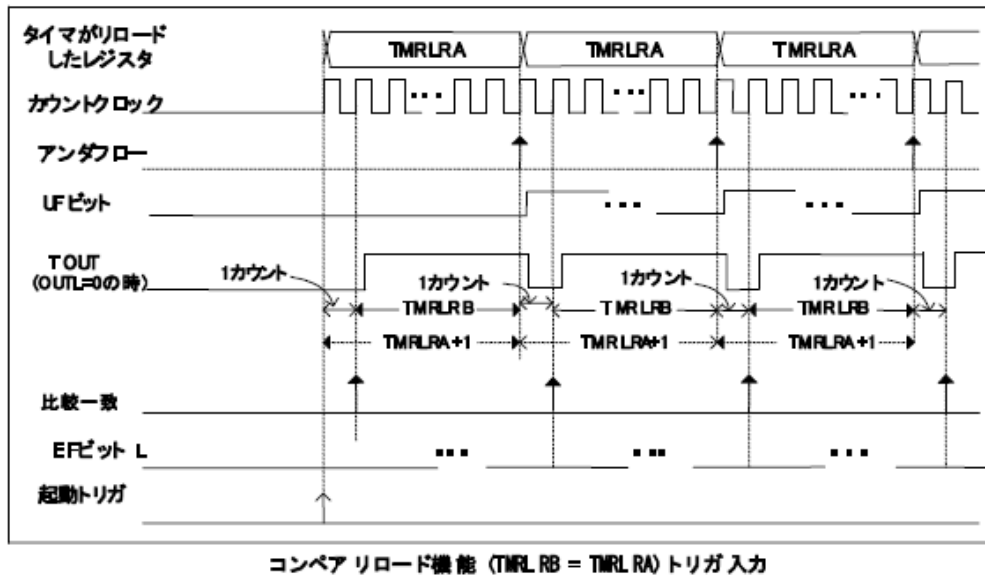 タイマがリロード
したレジスタ
TMRLRA TMRLRA TMRLRA
カウントクロック
アンダフロー
UFビット
TOUT
(OUTL=0の時)
1カウント 1カウント 1カウント 1カウント
TMRLRB TMRLRB TMRLRB
TMRLRA+1 TMRLRA+1 TMRLRA+1
比較一致
EFビット L
起動トリガ
コンペア リロード機能 (TMRLRB = TMRLRA) トリガ入力